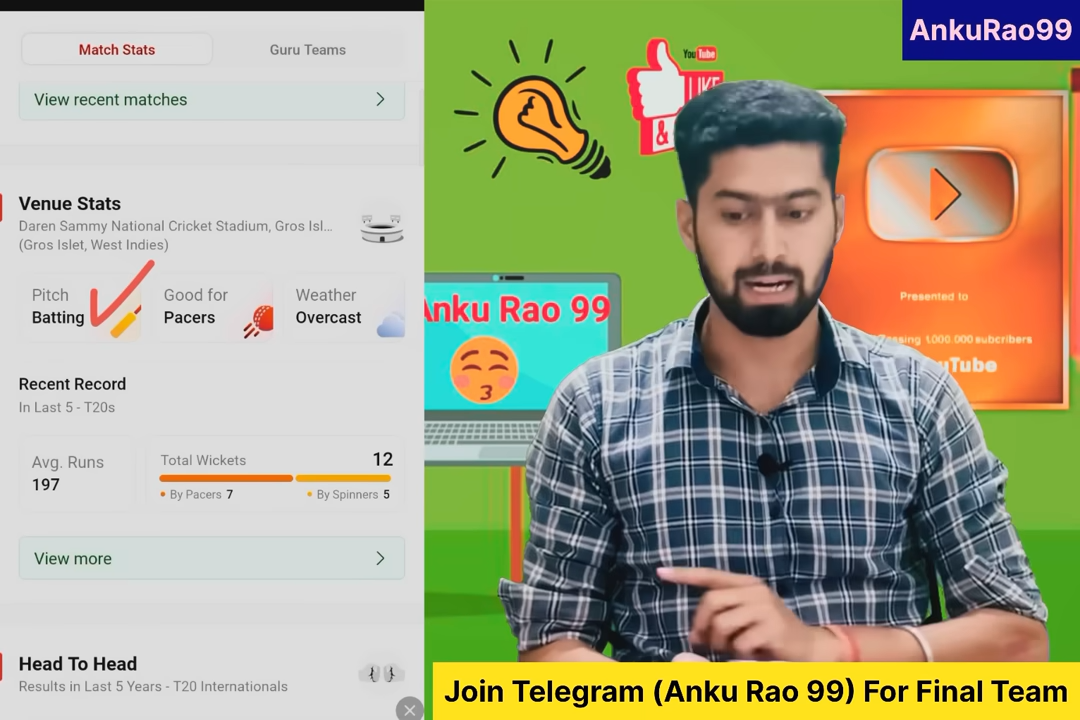 Match Stats
Guru Teams
View recent matches
Venue Stats
Daren Sammy National Cricket Stadium, Gros Isl...
(Gros Islet, West Indies)
Pitch
Batting
Good for
Pacers
Weather
Overcast
Recent Record
In Last 5 - T20s
Avg. Runs
197
Total Wickets
12
By Pacers 7
By Spinners 5
View more
Head To Head
Results in Last 5 Years - T20 Internationals
AnkuRao99
YouTube
LIKE
&
Anku Rao 99
Presented to
1,000,000 subcribers
Join Telegram (Anku Rao 99) For Final Team